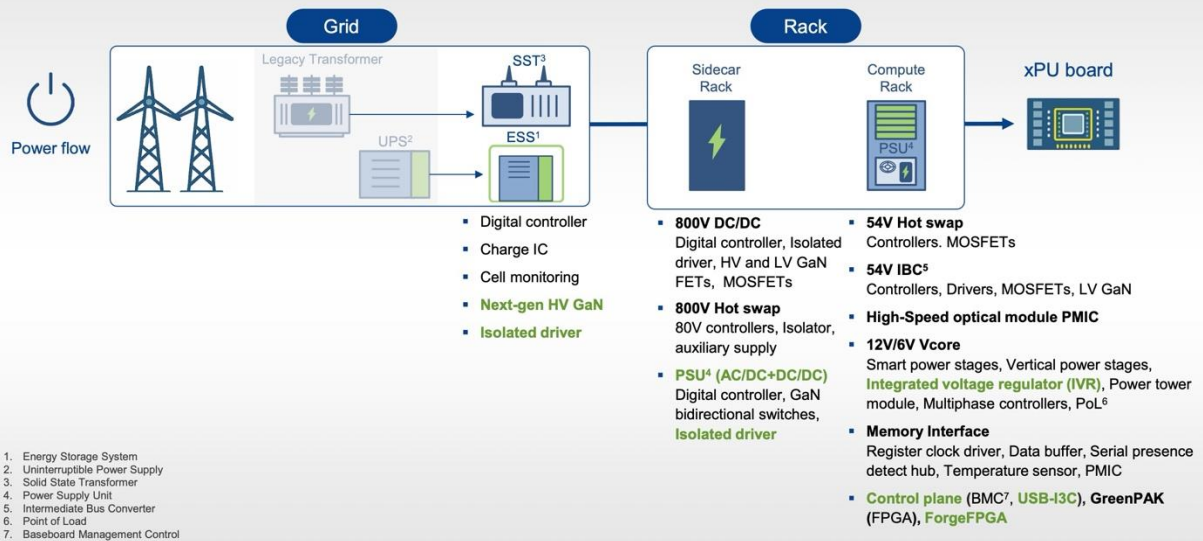 Grid
Rack
Power flow
Legacy Transformer
UPS²
SST³
ESS¹
Sidecar
Rack
Compute
Rack
PSU⁴
xPU board
▪ Digital controller
▪ Charge IC
▪ Cell monitoring
▪ Next-gen HV GaN
▪ Isolated driver
▪ 800V DC/DC
Digital controller, Isolated
driver, HV and LV GaN
FETs, MOSFETs
▪ 800V Hot swap
80V controllers, Isolator,
auxiliary supply
▪ PSU⁴ (AC/DC+DC/DC)
Digital controller, GaN
bidirectional switches,
Isolated driver
▪ 54V Hot swap
Controllers. MOSFETs
▪ 54V IBC⁵
Controllers, Drivers, MOSFETs, LV GaN
▪ High-Speed optical module PMIC
▪ 12V/6V Vcore
Smart power stages, Vertical power stages,
Integrated voltage regulator (IVR), Power tower
module, Multiphase controllers, PoL⁶
▪ Memory Interface
Register clock driver, Data buffer, Serial presence
detect hub, Temperature sensor, PMIC
▪ Control plane (BMC⁷, USB-I3C), GreenPAK
(FPGA), ForgeFPGA
1. Energy Storage System
2. Uninterruptible Power Supply
3. Solid State Transformer
4. Power Supply Unit
5. Intermediate Bus Converter
6. Point of Load
7. Baseboard Management Control